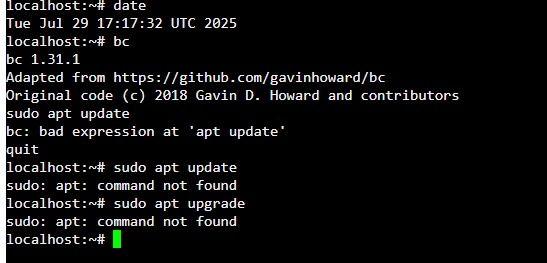 localhost:~# date
Tue Jul 29 17:17:32 UTC 2025
localhost:~# bc
bc 1.31.1
Adapted from https://github.com/gavinhoward/bc
Original code (c) 2018 Gavin D. Howard and contributors
sudo apt update
bc: bad expression at 'apt update'
quit
localhost:~# sudo apt update
sudo: apt: command not found
localhost:~# sudo apt upgrade
sudo: apt: command not found
localhost:~#